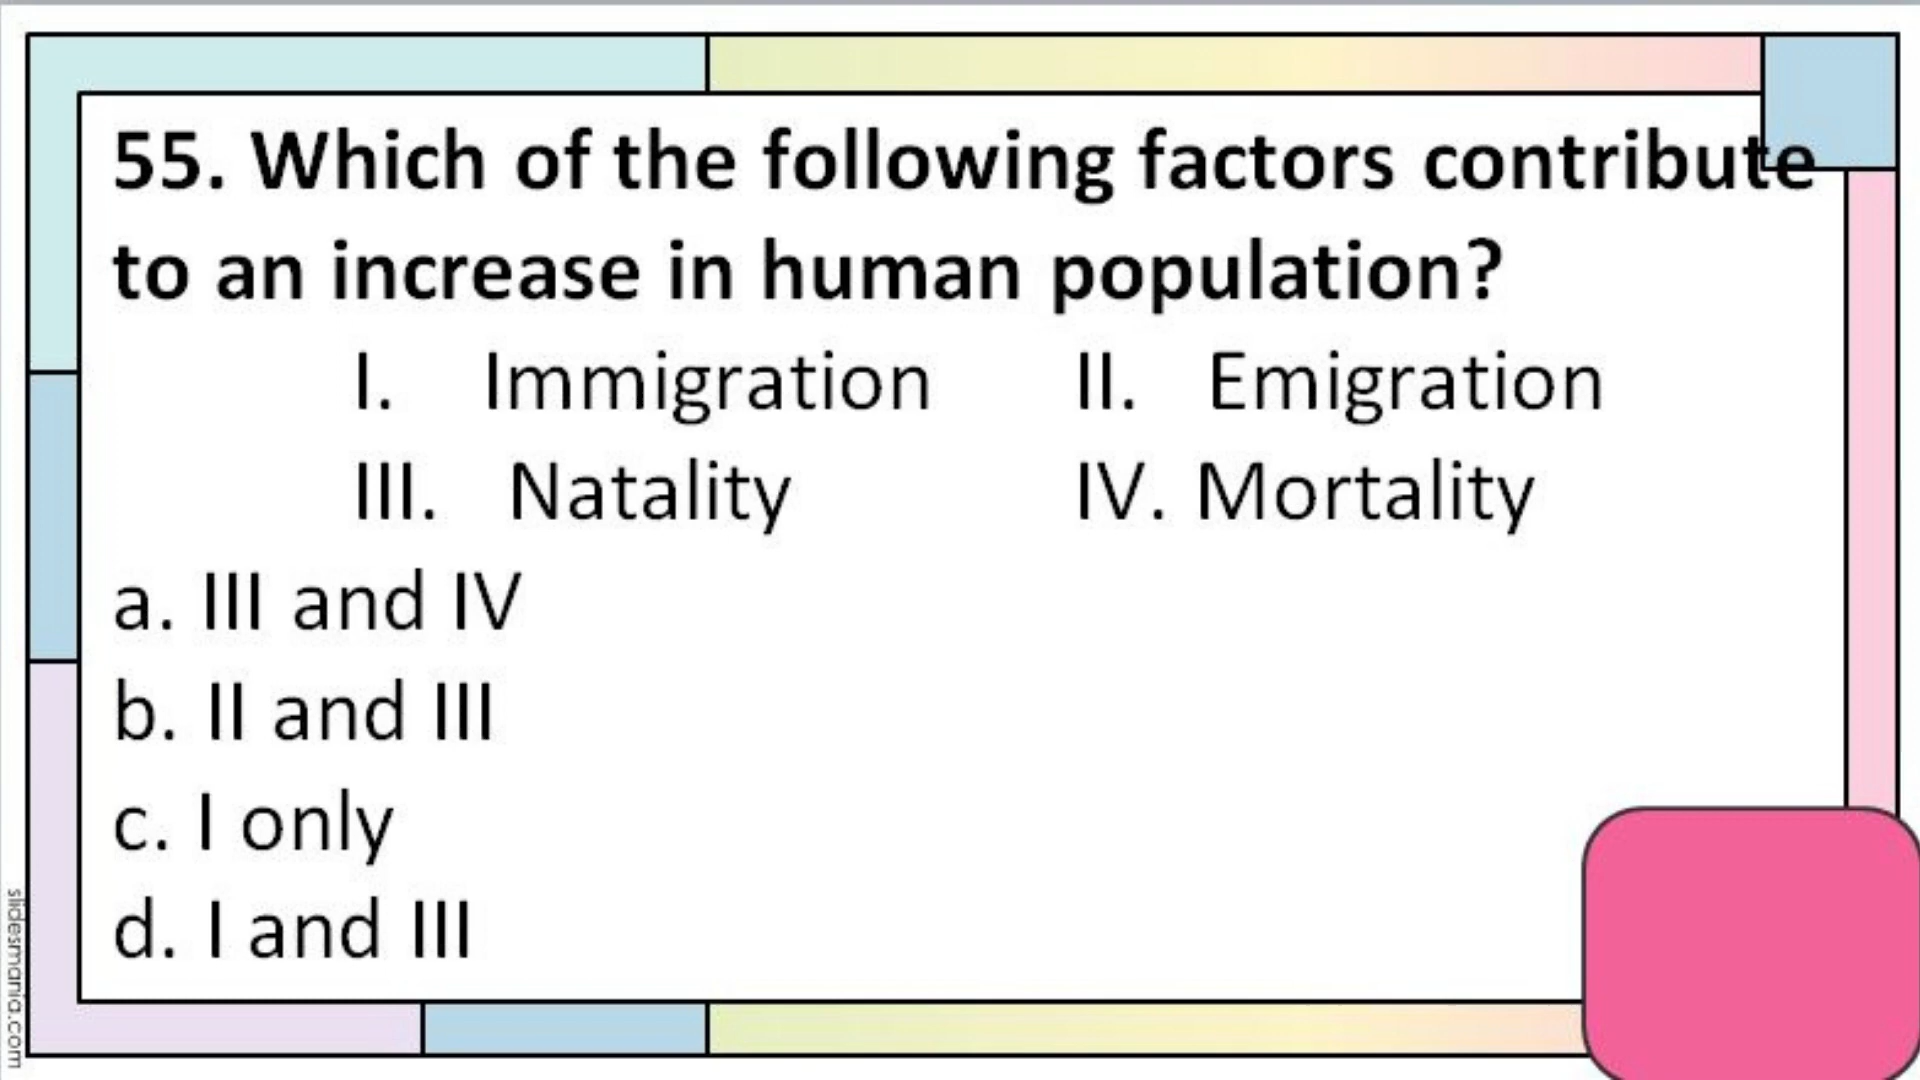 55. Which of the following factors contribute
to an increase in human population?
I. Immigration II. Emigration
III. Natality IV. Mortality
a. III and IV
b. II and III
c. I only
d. I and III
slidesmania.com